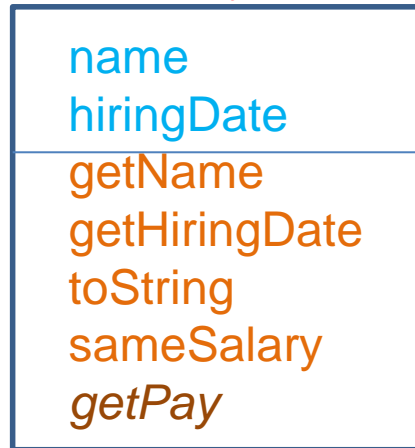 name
hiringDate
getName
getHiringDate
toString
sameSalary
getPay